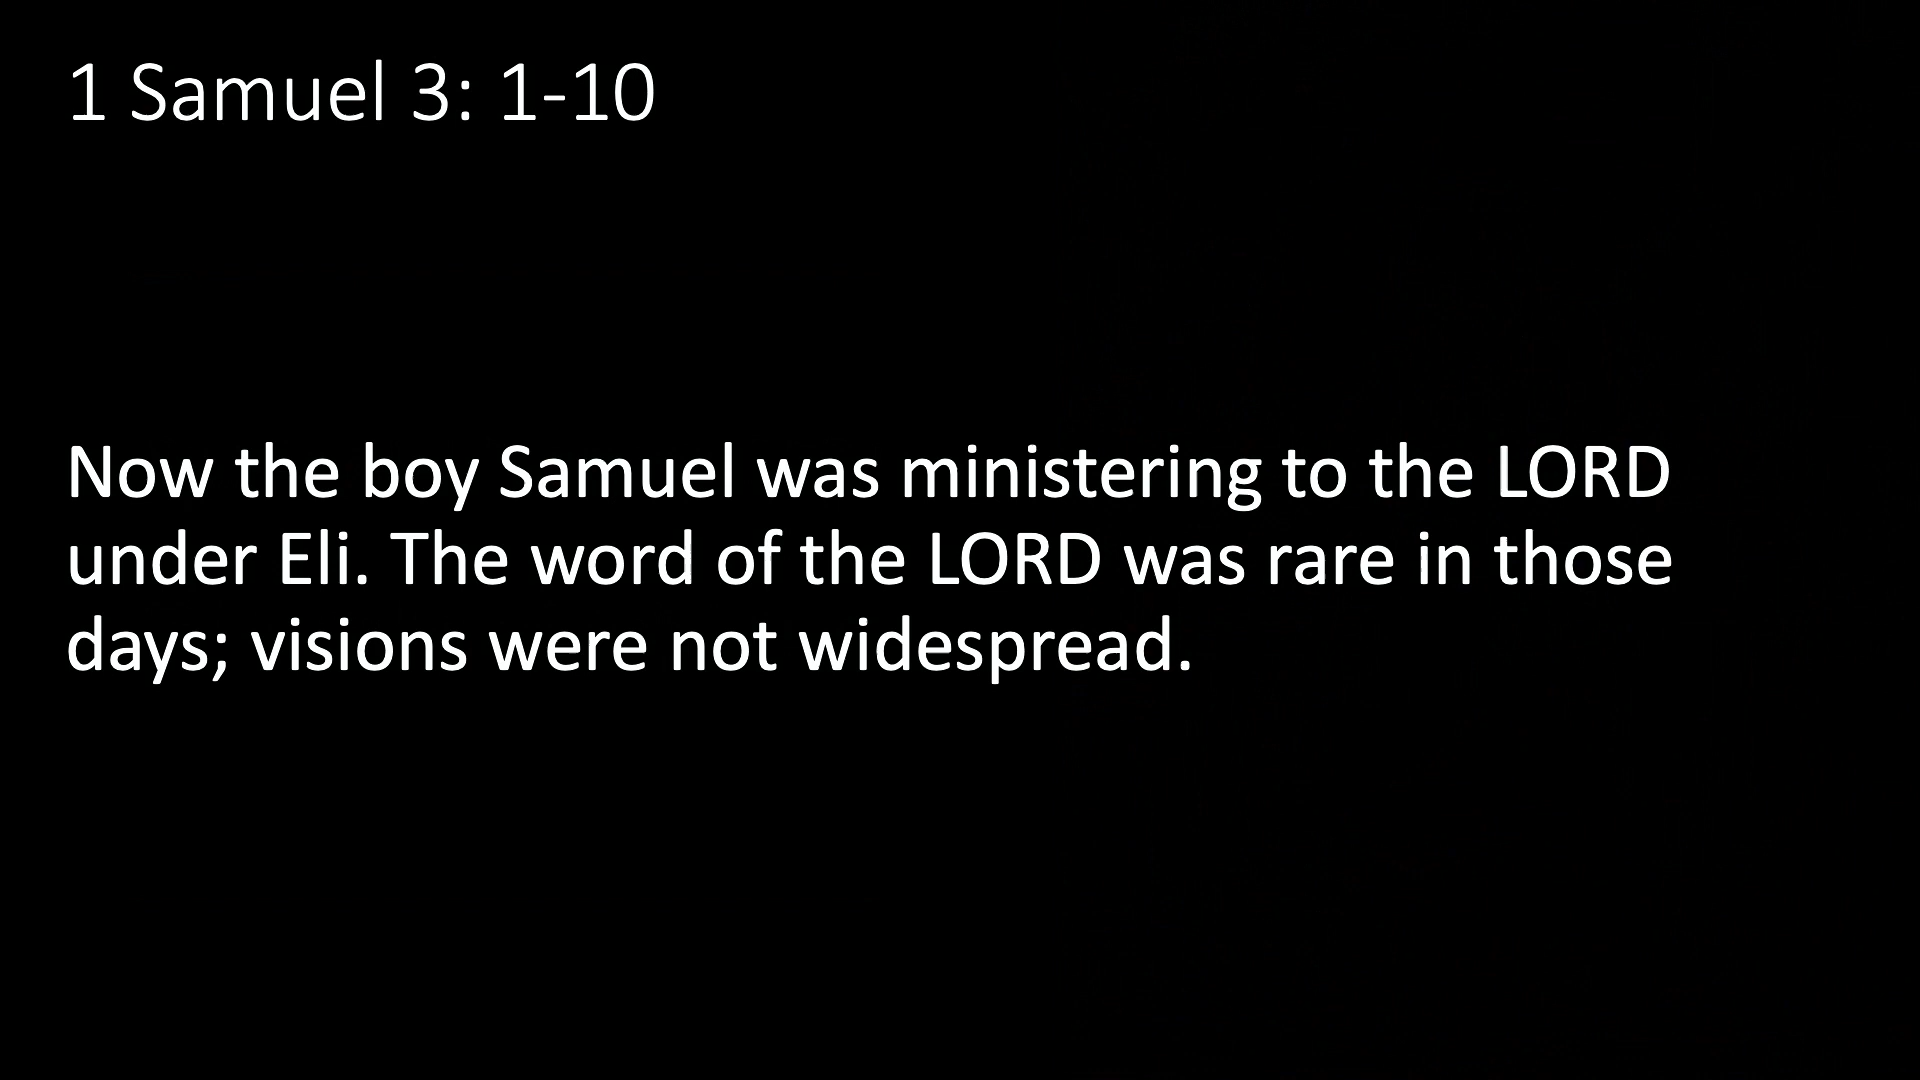 1 Samuel 3: 1-10
Now the boy Samuel was ministering to the LORD
under Eli. The word of the LORD was rare in those
days; visions were not widespread.